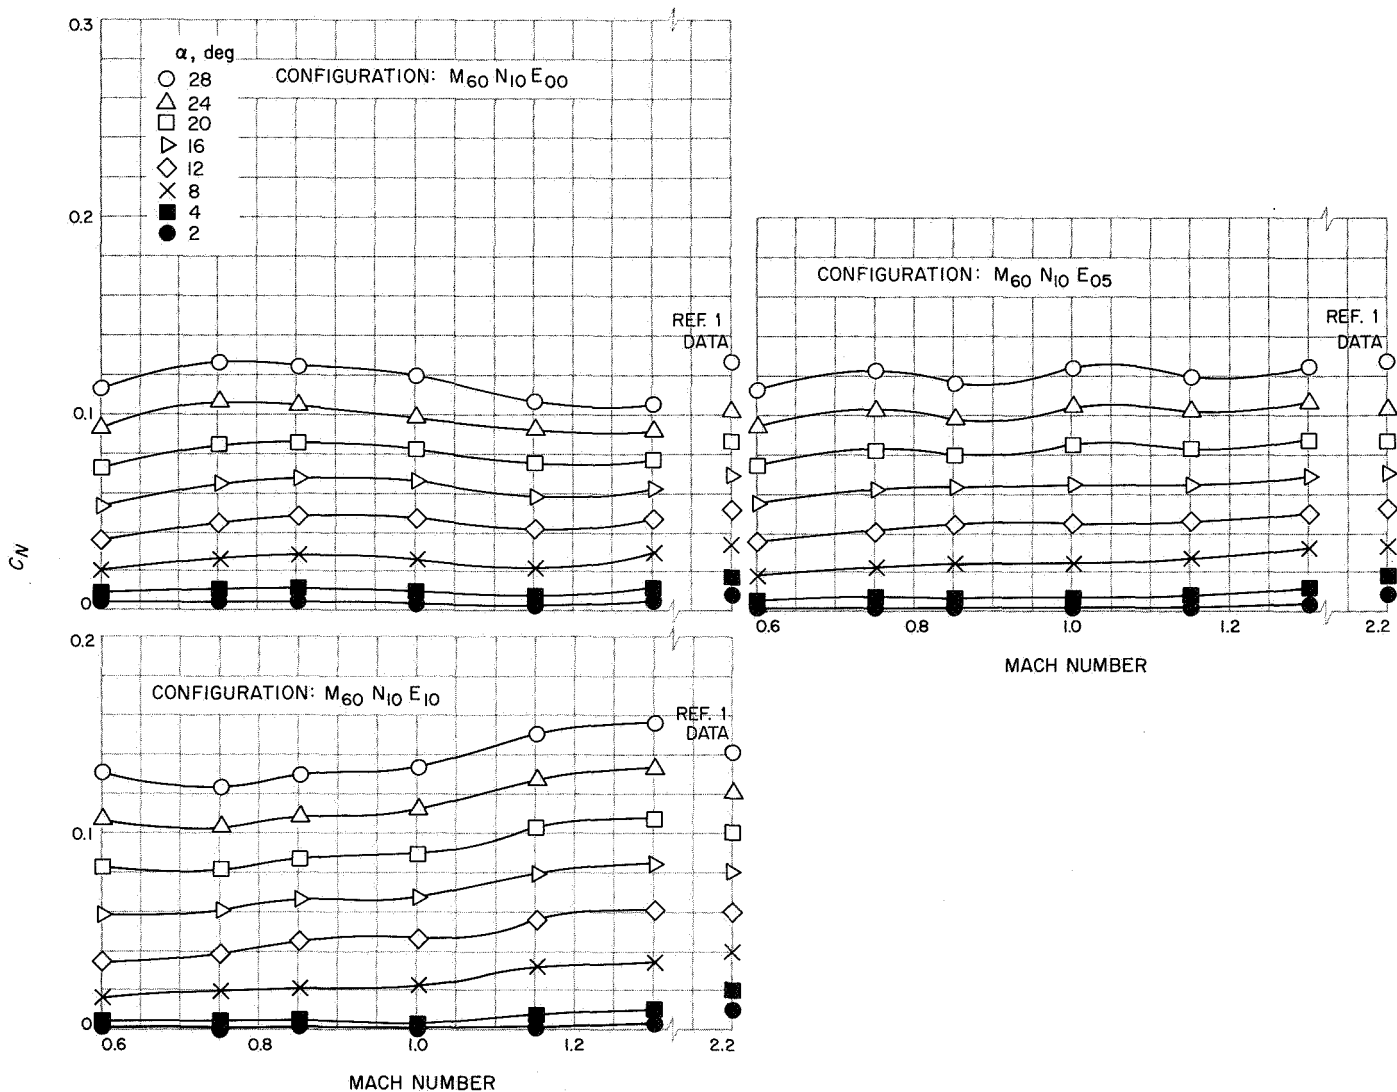 0.3
α, deg
28
24
20
16
12
8
4
2
CONFIGURATION: M60 N10 E00
0.2
REF. 1
DATA
0.1
0
CN
CONFIGURATION: M60 N10 E05
REF. 1
DATA
0.6 0.8 1.0 1.2 2.2
MACH NUMBER
0.2
CONFIGURATION: M60 N10 E10
REF. 1
DATA
0.1
0
0.6 0.8 1.0 1.2 2.2
MACH NUMBER